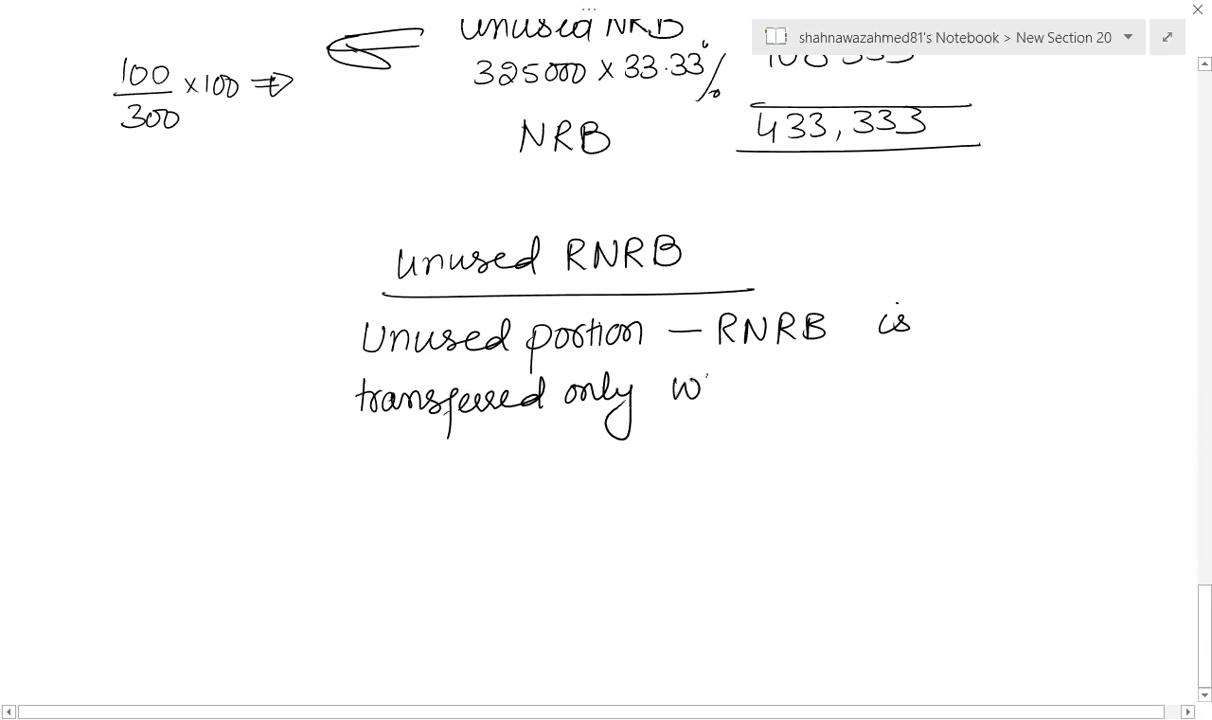 unused NRB
shahnawazahmed81's Notebook > New Section 20
100/300 ×100 ⇒
325000 × 33.33%
433,333
NRB
unused RNRB
Unused portion – RNRB is
transferred only